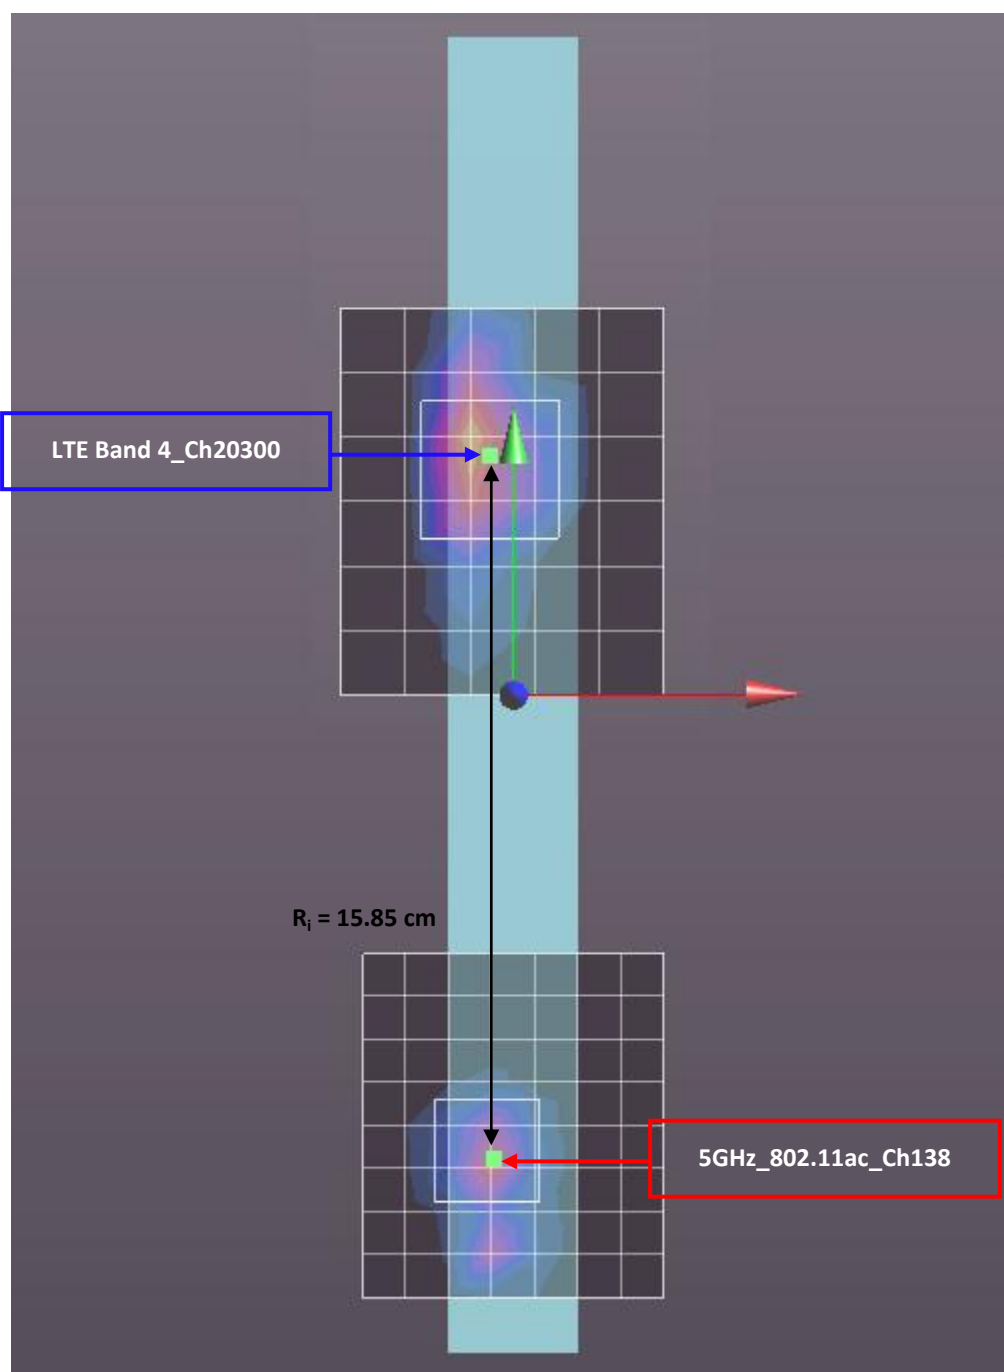 LTE Band 4_Ch20300
Rᵢ = 15.85 cm
5GHz_802.11ac_Ch138